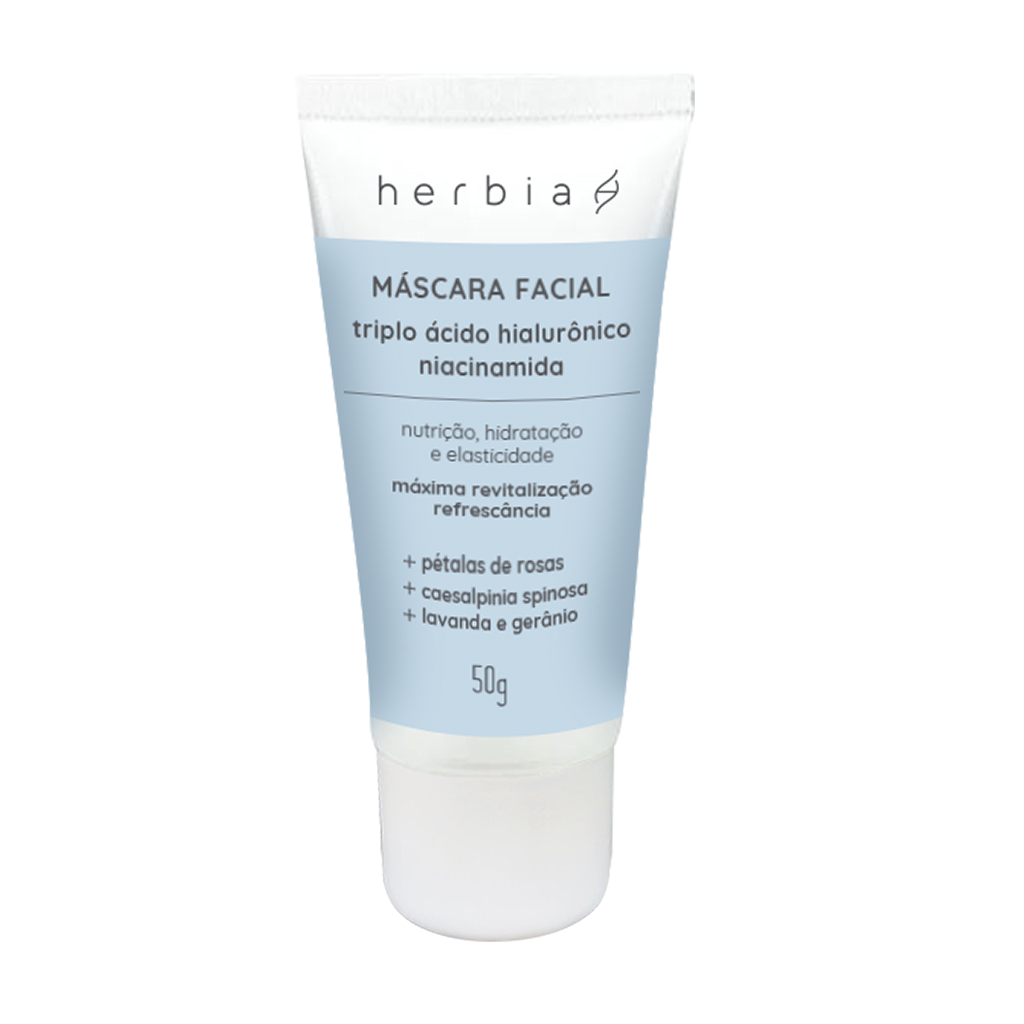 herbia
MÁSCARA FACIAL
triplo ácido hialurônico
niacinamida
nutrição, hidratação
e elasticidade
máxima revitalização
refrescância
+ pétalas de rosas
+ caesalpinia spinosa
+ lavanda e gerânio
50g